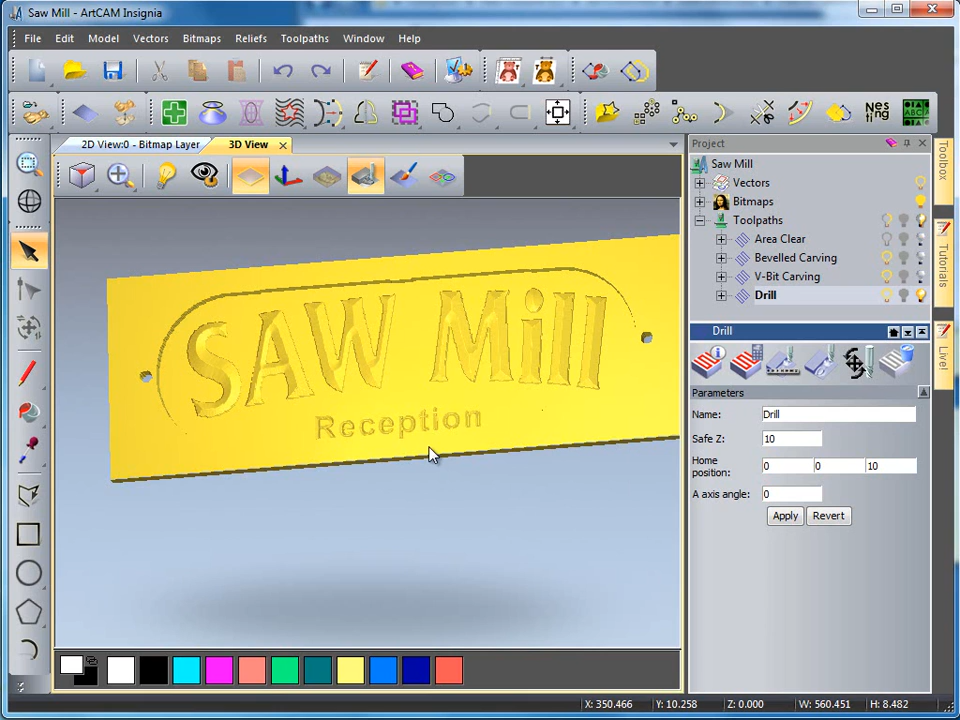 Saw Mill - ArtCAM Insignia
File Edit Model Vectors Bitmaps Reliefs Toolpaths Window Help
Nes
ting
ABCD
2D View:0 - Bitmap Layer 3D View
Project
Saw Mill
Vectors
Bitmaps
Toolpaths
Area Clear
Bevelled Carving
V-Bit Carving
Drill
Toolbox
Tutorials
Live!
SAW Mill
Reception
Drill
Parameters
Name: Drill
Safe Z: 10
Home position: 0 0 10
A axis angle: 0
Apply Revert
X: 350.466 Y: 10.258 Z: 0.000 W: 560.451 H: 8.482